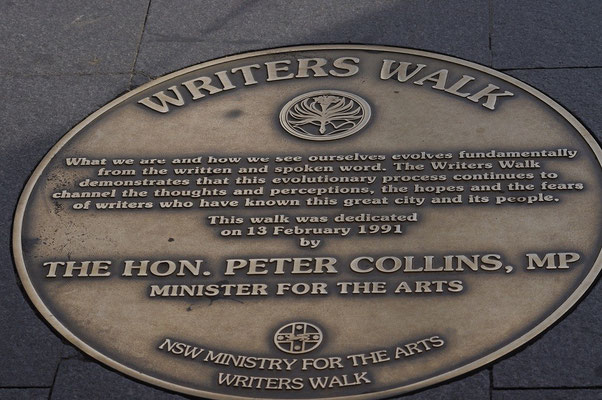 WRITERS WALK
What we are and how we see ourselves evolves fundamentally
from the written and spoken word. The Writers Walk
demonstrates that this evolutionary process continues to
channel the thoughts and perceptions, the hopes and the fears
of writers who have known this great city and its people.
This walk was dedicated
on 13 February 1991
by
THE HON. PETER COLLINS, MP
MINISTER FOR THE ARTS
NSW MINISTRY FOR THE ARTS
WRITERS WALK